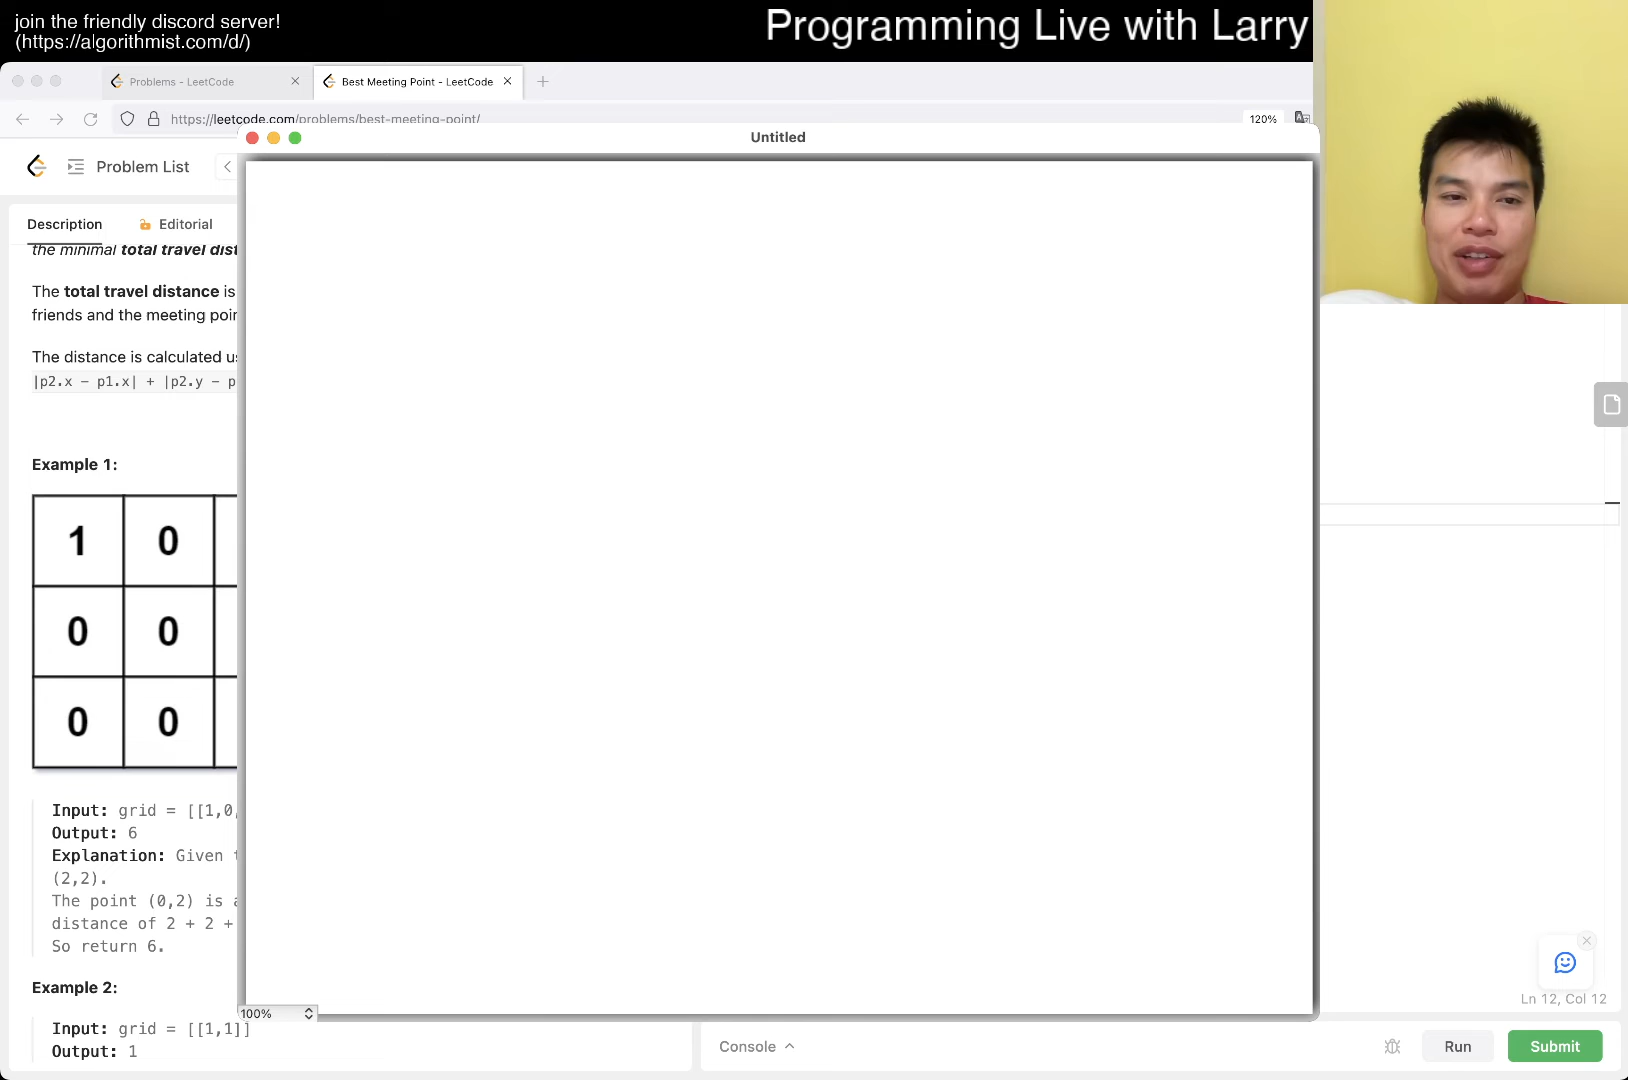 join the friendly discord server!
(https://algorithmist.com/d/)
Programming Live with Larry
Problems - LeetCode
Best Meeting Point - LeetCode
https://leetcode.com/problems/best-meeting-point/
120%
Untitled
Problem List
Description
Editorial
the minimal total travel dist
The total travel distance is
friends and the meeting poin
The distance is calculated us
|p2.x - p1.x| + |p2.y - p
Example 1:
1 0
0 0
0 0
Input: grid = [[1,0,
Output: 6
Explanation: Given t
(2,2).
The point (0,2) is a
distance of 2 + 2 +
So return 6.
Example 2:
100%
Input: grid = [[1,1]]
Output: 1
Ln 12, Col 12
Console
Run
Submit